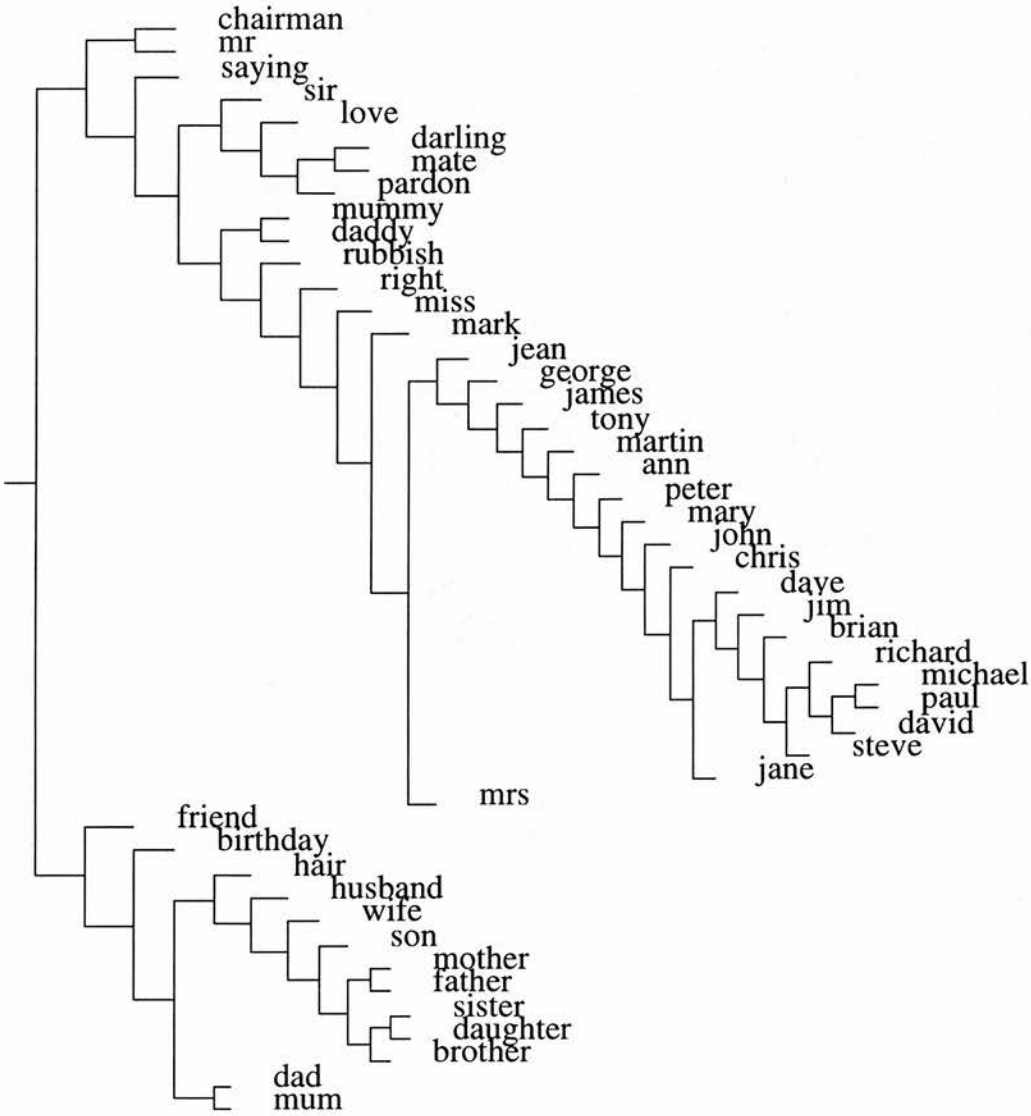 chairman
mr
saying
sir
love
darling
mate
pardon
mummy
daddy
rubbish
right
miss
mark
jean
george
james
tony
martin
ann
peter
mary
john
chris
dave
jim
brian
richard
michael
paul
david
steve
jane
mrs
friend
birthday
hair
husband
wife
son
mother
father
sister
daughter
brother
dad
mum